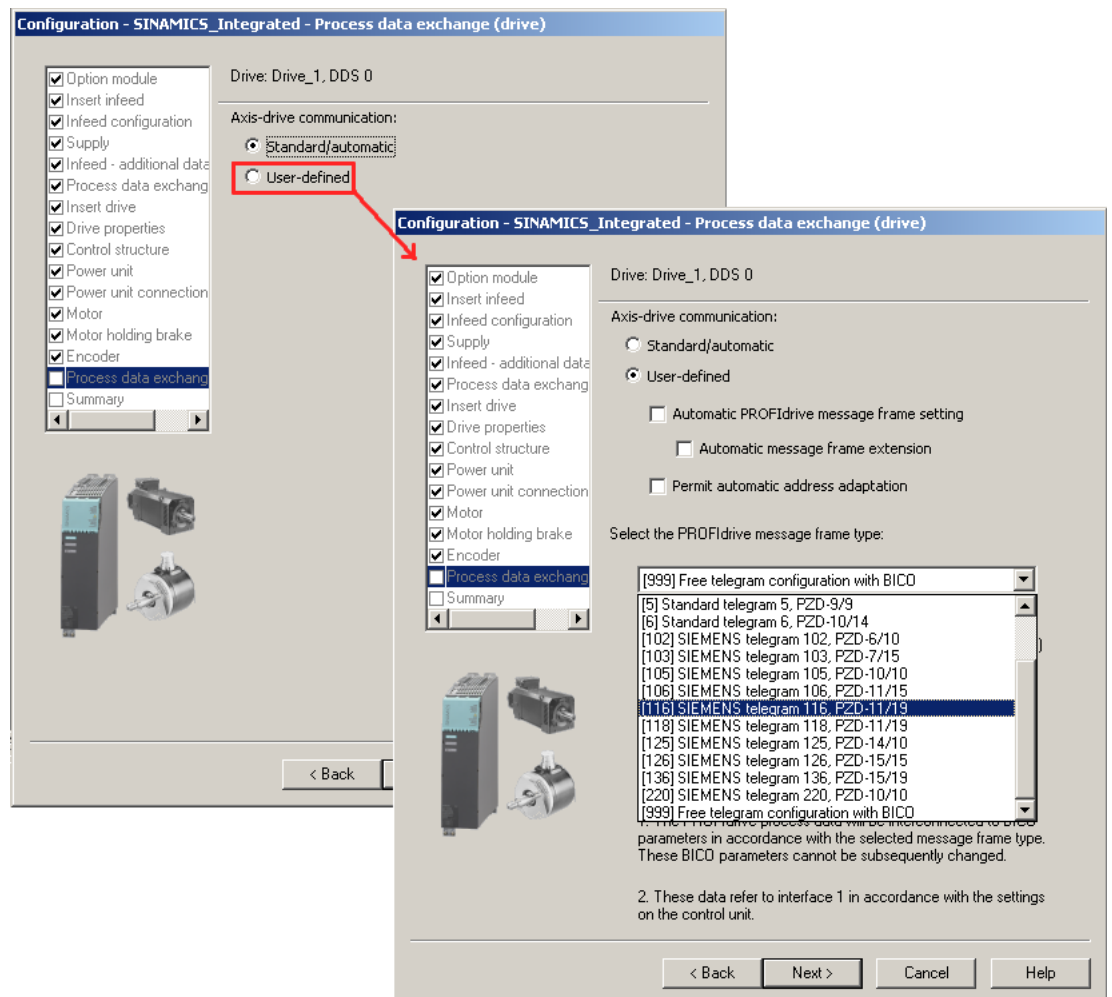 Configuration - SINAMICS_Integrated - Process data exchange (drive)
Option module
Insert infeed
Infeed configuration
Supply
Infeed - additional data
Process data exchang
Insert drive
Drive properties
Control structure
Power unit
Power unit connection
Motor
Motor holding brake
Encoder
Process data exchang
Summary
Drive: Drive_1, DDS 0
Axis-drive communication:
Standard/automatic
User-defined
< Back
Configuration - SINAMICS_Integrated - Process data exchange (drive)
Option module
Insert infeed
Infeed configuration
Supply
Infeed - additional data
Process data exchang
Insert drive
Drive properties
Control structure
Power unit
Power unit connection
Motor
Motor holding brake
Encoder
Process data exchang
Summary
Drive: Drive_1, DDS 0
Axis-drive communication:
Standard/automatic
User-defined
Automatic PROFIdrive message frame setting
Automatic message frame extension
Permit automatic address adaptation
Select the PROFIdrive message frame type:
[999] Free telegram configuration with BICO
[5] Standard telegram 5, PZD-9/9
[6] Standard telegram 6, PZD-10/14
[102] SIEMENS telegram 102, PZD-6/10
[103] SIEMENS telegram 103, PZD-7/15
[105] SIEMENS telegram 105, PZD-10/10
[106] SIEMENS telegram 106, PZD-11/15
[116] SIEMENS telegram 116, PZD-11/19
[118] SIEMENS telegram 118, PZD-11/19
[125] SIEMENS telegram 125, PZD-14/10
[126] SIEMENS telegram 126, PZD-15/15
[136] SIEMENS telegram 136, PZD-15/19
[220] SIEMENS telegram 220, PZD-10/10
[999] Free telegram configuration with BICO
1. The PROFIdrive process data will be interconnected to BICO
parameters in accordance with the selected message frame type.
These BICO parameters cannot be subsequently changed.
2. These data refer to interface 1 in accordance with the settings
on the control unit.
< Back
Next >
Cancel
Help